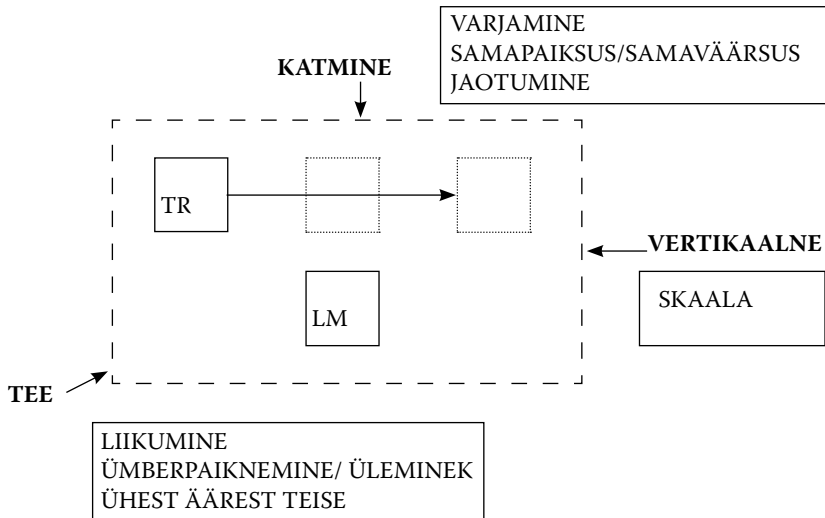 VARJAMINE
SAMAPAIKSUS/SAMAVÄÄRSUS
JAOTUMINE
KATMINE
TR
VERTIKAALNE
SKAALA
LM
TEE
LIIKUMINE
ÜMBERPAIKNEMINE/ ÜLEMINEK
ÜHEST ÄÄREST TEISE